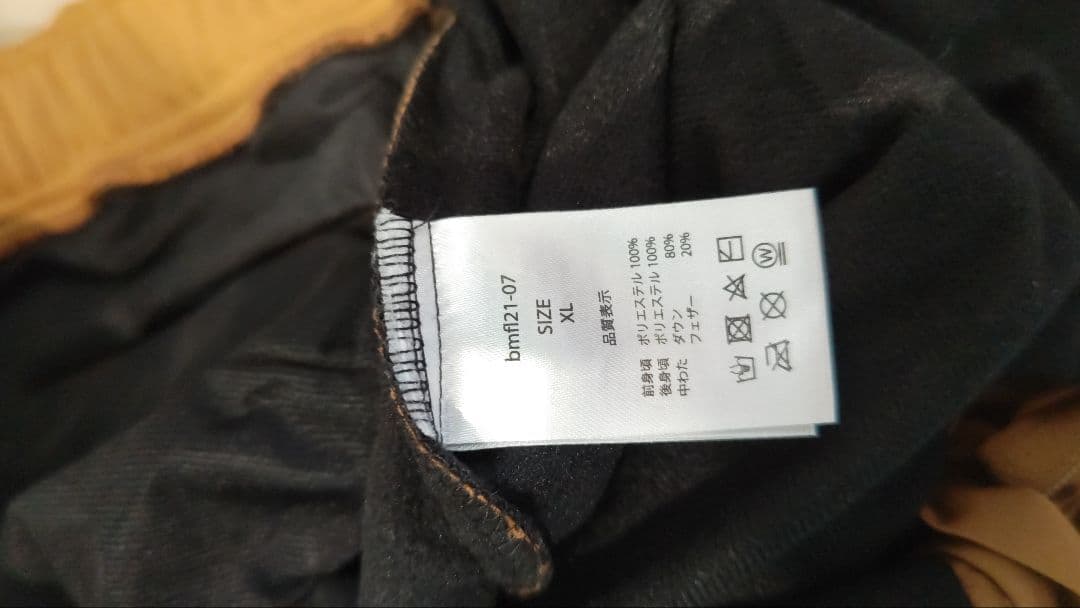 bmfl21-07
SIZE
XL
品質表示
前身頃 ポリエステル 100%
後身頃 ポリエステル 100%
中わた ダウン 80%
フェザー 20%
W